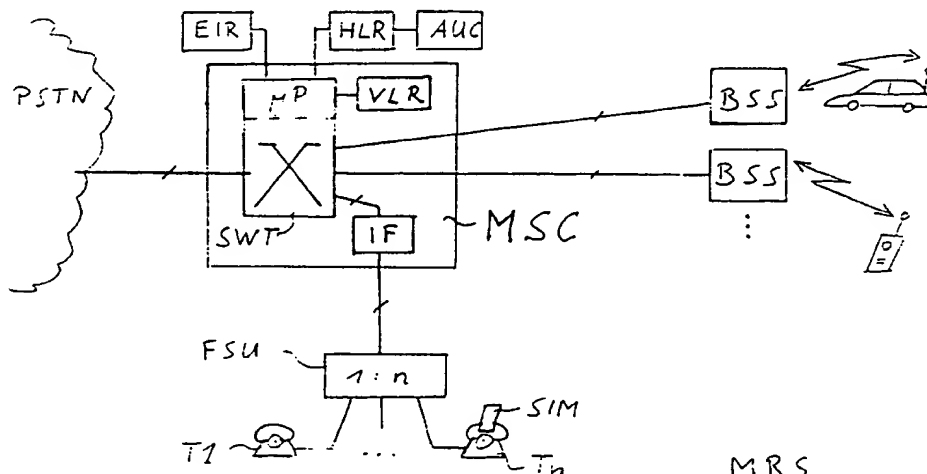 EIR
HLR
AUC
PSTN
µP
VLR
BSS
BSS
SWT
IF
MSC
FSU
1:n
SIM
T1
...
Tn
MRS